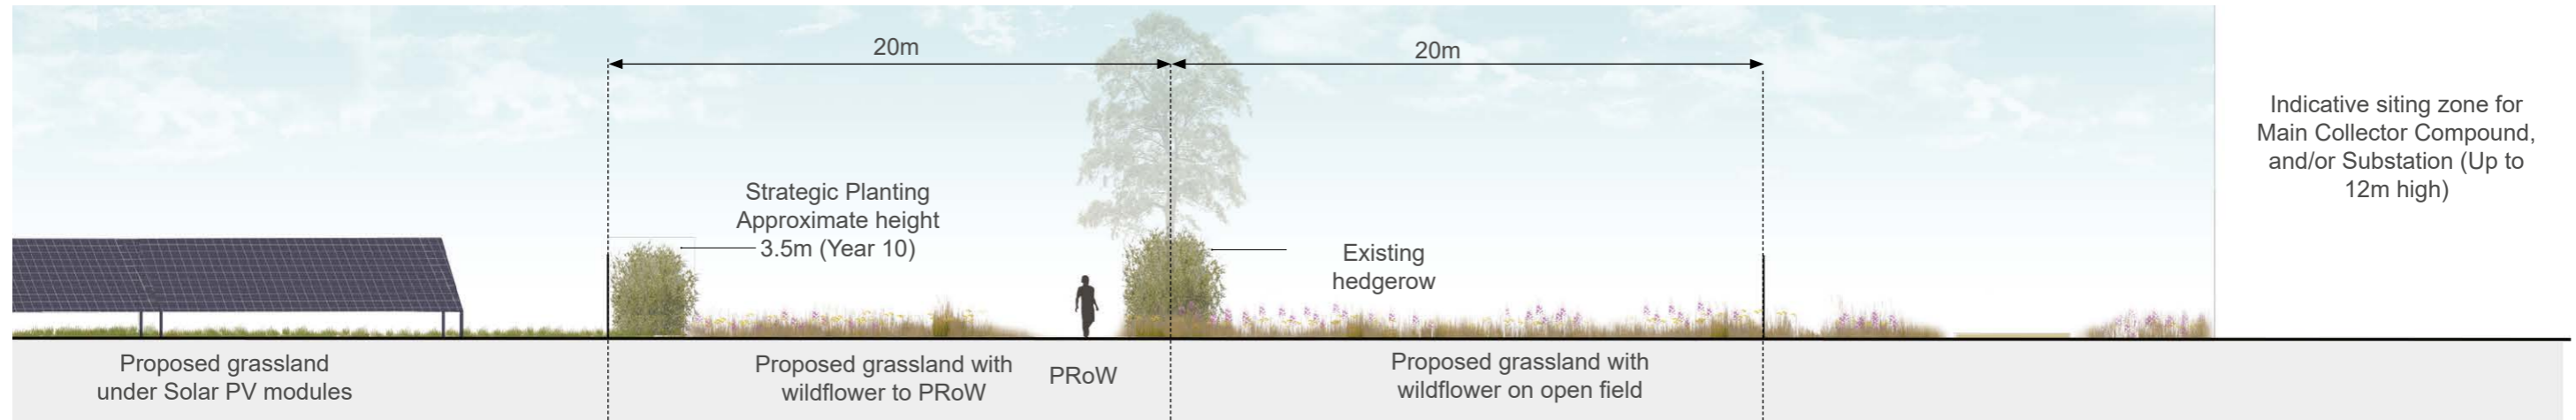 20m
20m
Indicative siting zone for
Main Collector Compound,
and/or Substation (Up to
12m high)
Strategic Planting
Approximate height
3.5m (Year 10)
Existing
hedgerow
Proposed grassland
under Solar PV modules
Proposed grassland with
wildflower to PRoW
PRoW
Proposed grassland with
wildflower on open field